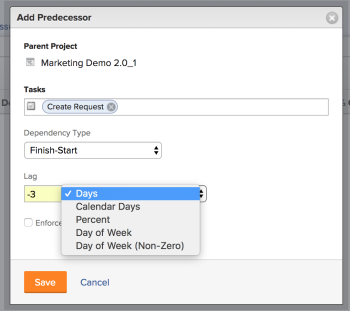 Add Predecessor
Parent Project
Marketing Demo 2.0_1
Tasks
Create Request
Dependency Type
Finish-Start
Lag
-3
✓ Days
Calendar Days
Percent
Day of Week
Day of Week (Non-Zero)
Enforce
Save
Cancel